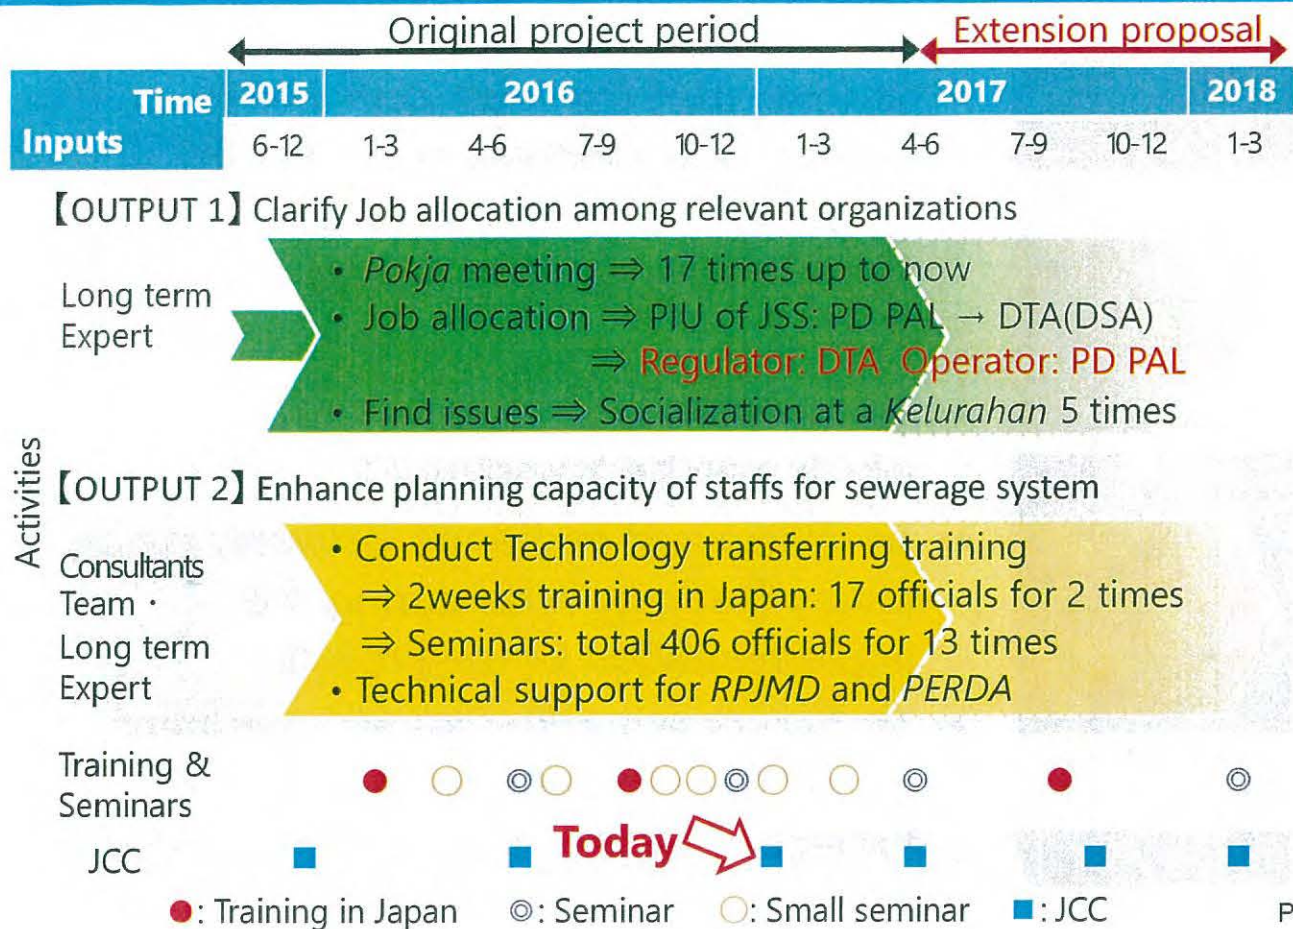 Original project period Extension proposal
Time 2015 2016 2017 2018
Inputs 6-12 1-3 4-6 7-9 10-12 1-3 4-6 7-9 10-12 1-3
【OUTPUT 1】Clarify Job allocation among relevant organizations
Long term
Expert
• Pokja meeting ⇒ 17 times up to now
• Job allocation ⇒ PIU of JSS: PD PAL → DTA(DSA)
⇒ Regulator: DTA Operator: PD PAL
• Find issues ⇒ Socialization at a Kelurahan 5 times
Activities
【OUTPUT 2】Enhance planning capacity of staffs for sewerage system
Consultants
Team ・
Long term
Expert
• Conduct Technology transferring training
⇒ 2weeks training in Japan: 17 officials for 2 times
⇒ Seminars: total 406 officials for 13 times
• Technical support for RPJMD and PERDA
Training &
Seminars
JCC
Today
●: Training in Japan ◎: Seminar ○: Small seminar ■: JCC
P